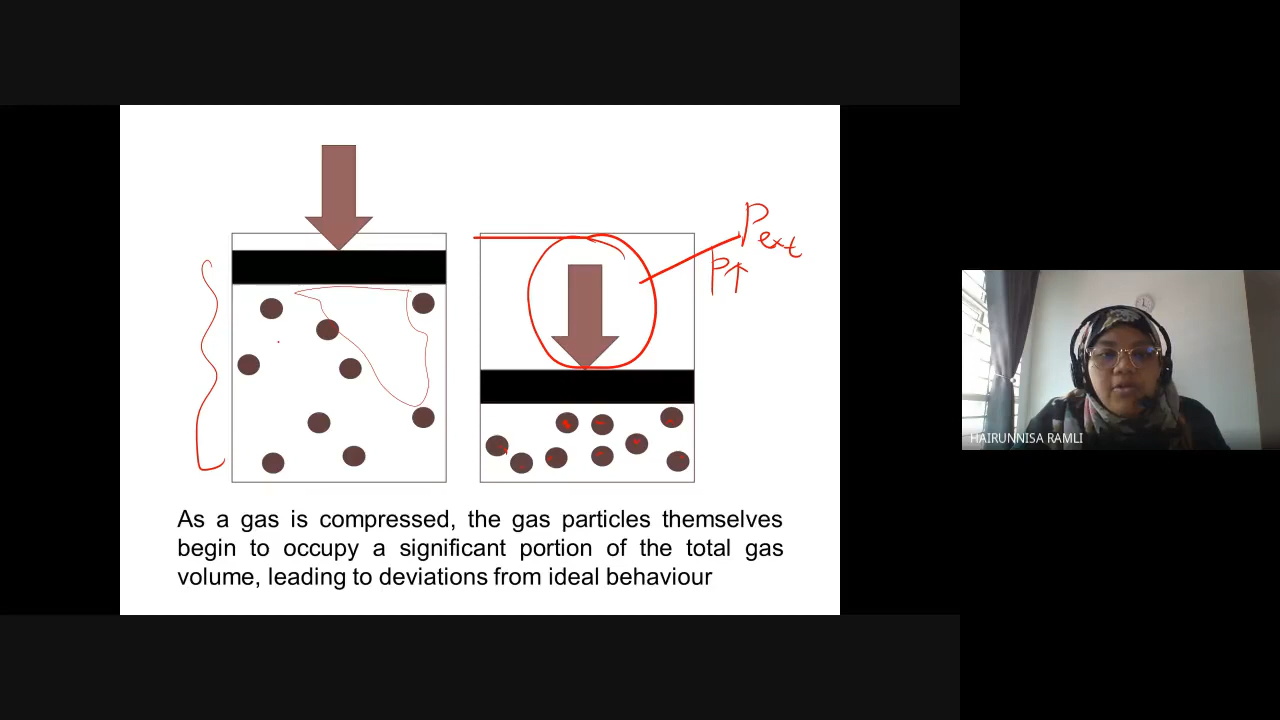 Pext
P↑
HAIRUNNISA RAMLI
As a gas is compressed, the gas particles themselves
begin to occupy a significant portion of the total gas
volume, leading to deviations from ideal behaviour